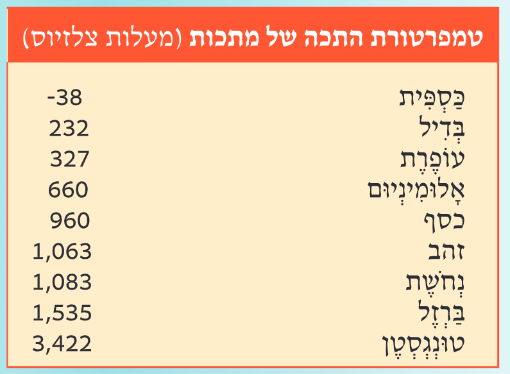 טמפרטורת התכה של מתכות (מעלות צלזיוס)
כַּסְפִּית -38
בְּדִיל 232
עוֹפֶרֶת 327
אָלוּמִינְיוּם 660
כסף 960
זהב 1,063
נְחֹשֶת 1,083
בַּרְזֶל 1,535
טוּנְגְסְטֶן 3,422